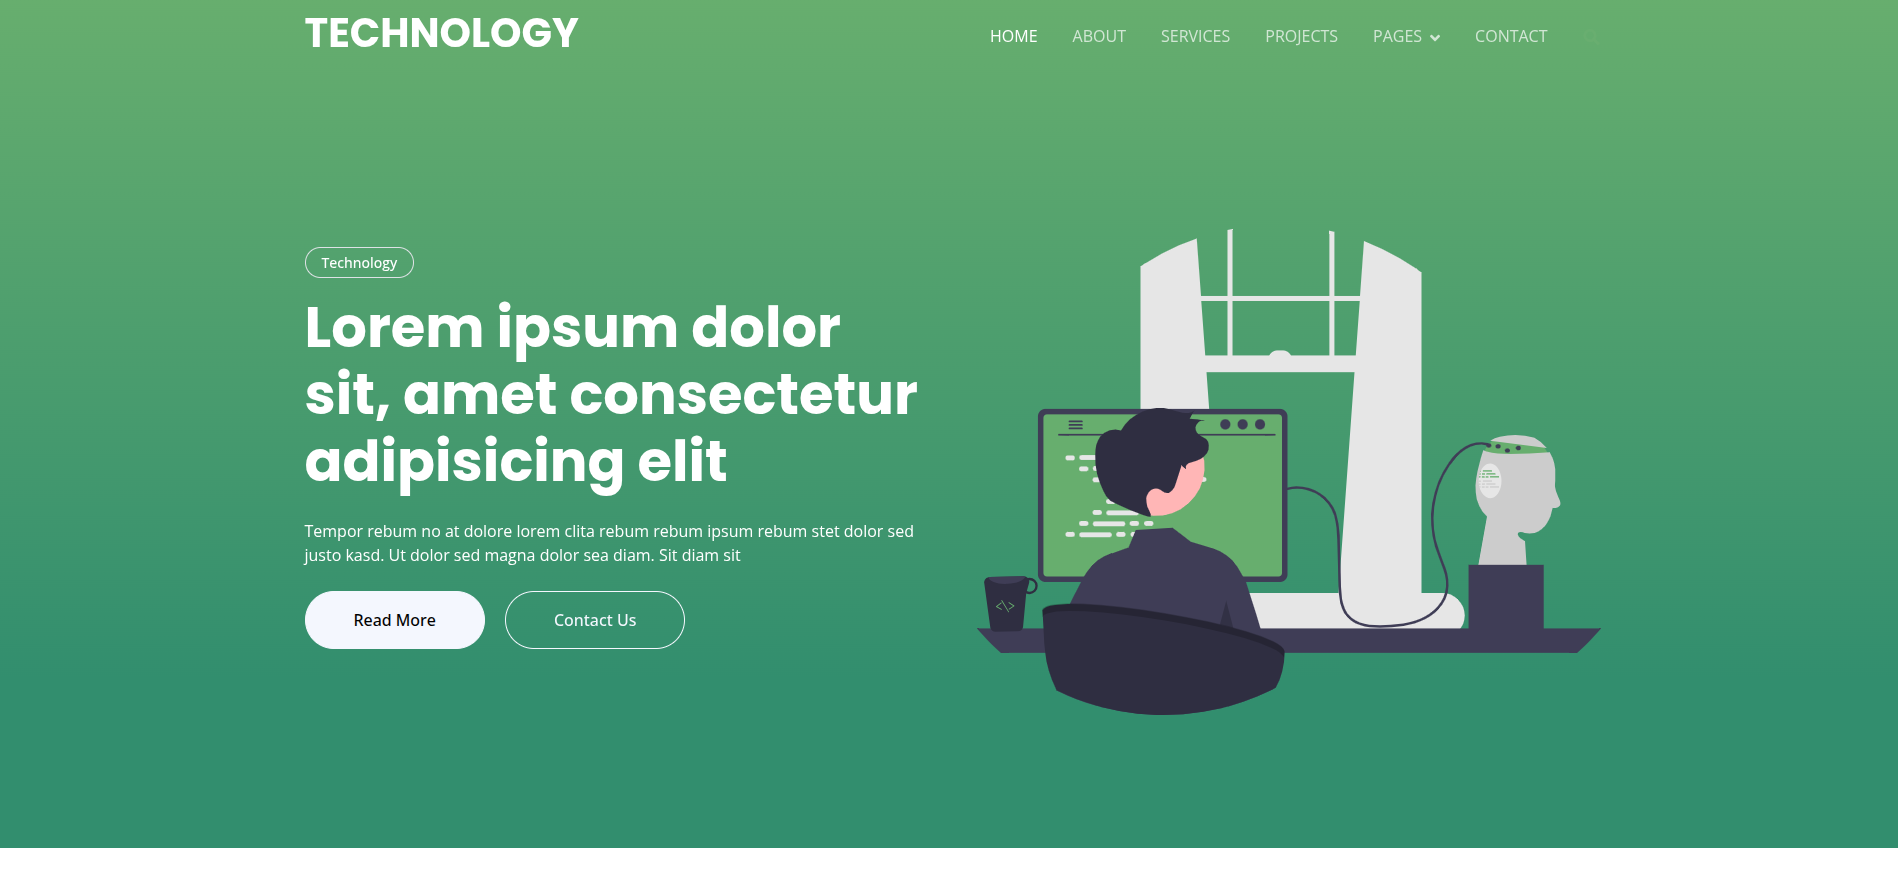 TECHNOLOGY
HOME ABOUT SERVICES PROJECTS PAGES CONTACT
Technology
Lorem ipsum dolor
sit, amet consectetur
adipisicing elit
Tempor rebum no at dolore lorem clita rebum rebum ipsum rebum stet dolor sed
justo kasd. Ut dolor sed magna dolor sea diam. Sit diam sit
Read More Contact Us
<\>